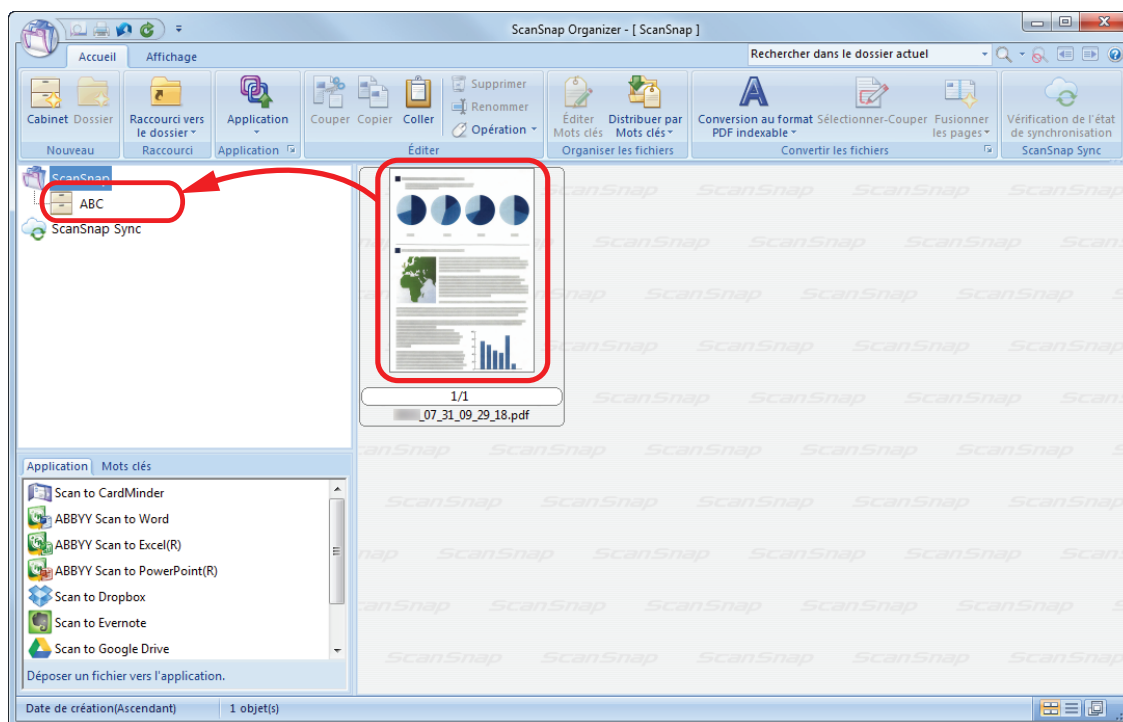 ScanSnap Organizer - [ ScanSnap ]
Accueil Affichage
Rechercher dans le dossier actuel
Cabinet Dossier
Nouveau
Raccourci vers
le dossier
Raccourci
Application
Application
Couper Copier Coller
Supprimer
Renommer
Opération
Éditer
Éditer
Mots clés
Distribuer par
Mots clés
Organiser les fichiers
Conversion au format
PDF indexable
Sélectionner-Couper
Fusionner
les pages
Convertir les fichiers
Vérification de l'état
de synchronisation
ScanSnap Sync
ScanSnap
ABC
ScanSnap Sync
1/1
_07_31_09_29_18.pdf
Application Mots clés
Scan to CardMinder
ABBYY Scan to Word
ABBYY Scan to Excel(R)
ABBYY Scan to PowerPoint(R)
Scan to Dropbox
Scan to Evernote
Scan to Google Drive
Déposer un fichier vers l'application.
Date de création(Ascendant) 1 objet(s)